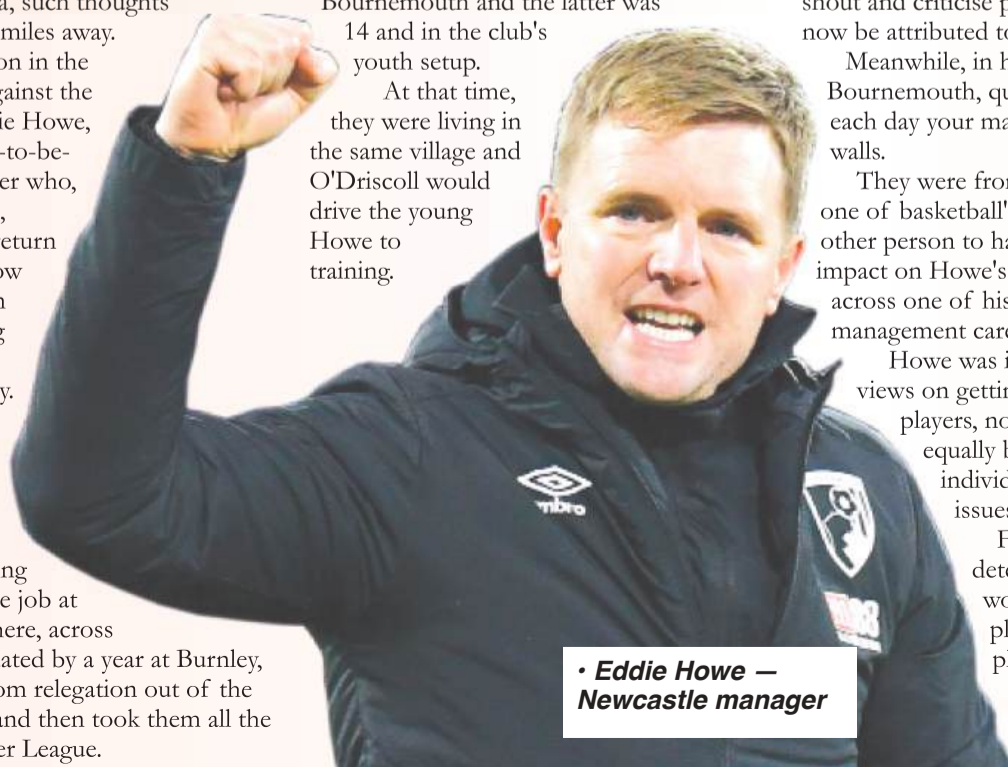 a, such thoughts
miles away.
on in the
gainst the
ie Howe,
-to-be-
er who,
,
return
ow
n
g
y.
ng
e job at
here, across
ated by a year at Burnley,
om relegation out of the
and then took them all the
er League.
Bournemouth and the latter was
14 and in the club's
youth setup.
At that time,
they were living in
the same village and
O'Driscoll would
drive the young
Howe to
training.
umbro
• Eddie Howe —
Newcastle manager
shout and criticise p
now be attributed to
Meanwhile, in h
Bournemouth, qu
each day your ma
walls.
They were from
one of basketball'
other person to ha
impact on Howe's
across one of his
management care
Howe was i
views on gettin
players, no
equally b
individ
issues
F
dete
wo
pl
pl